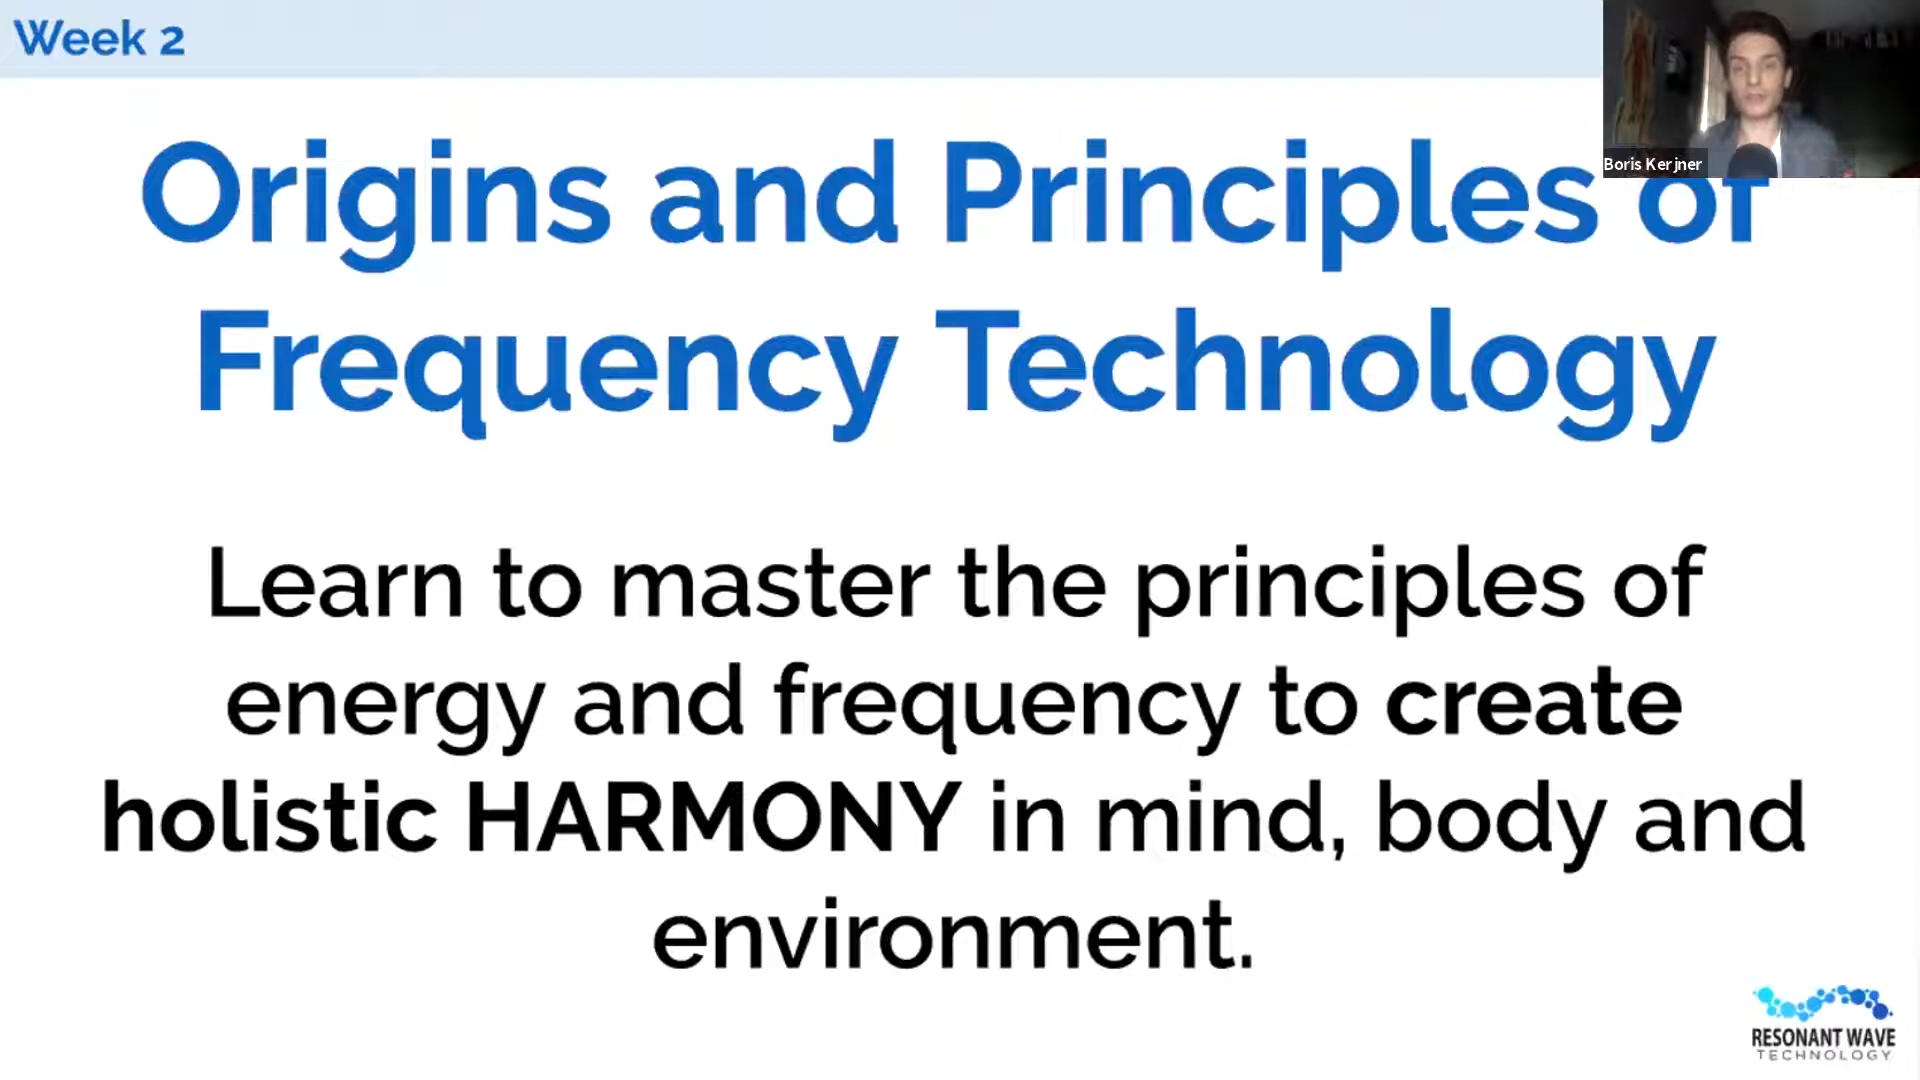 Week 2
Boris Kerjner
Origins and Principles of
Frequency Technology
Learn to master the principles of
energy and frequency to create
holistic HARMONY in mind, body and
environment.
RESONANT WAVE
TECHNOLOGY